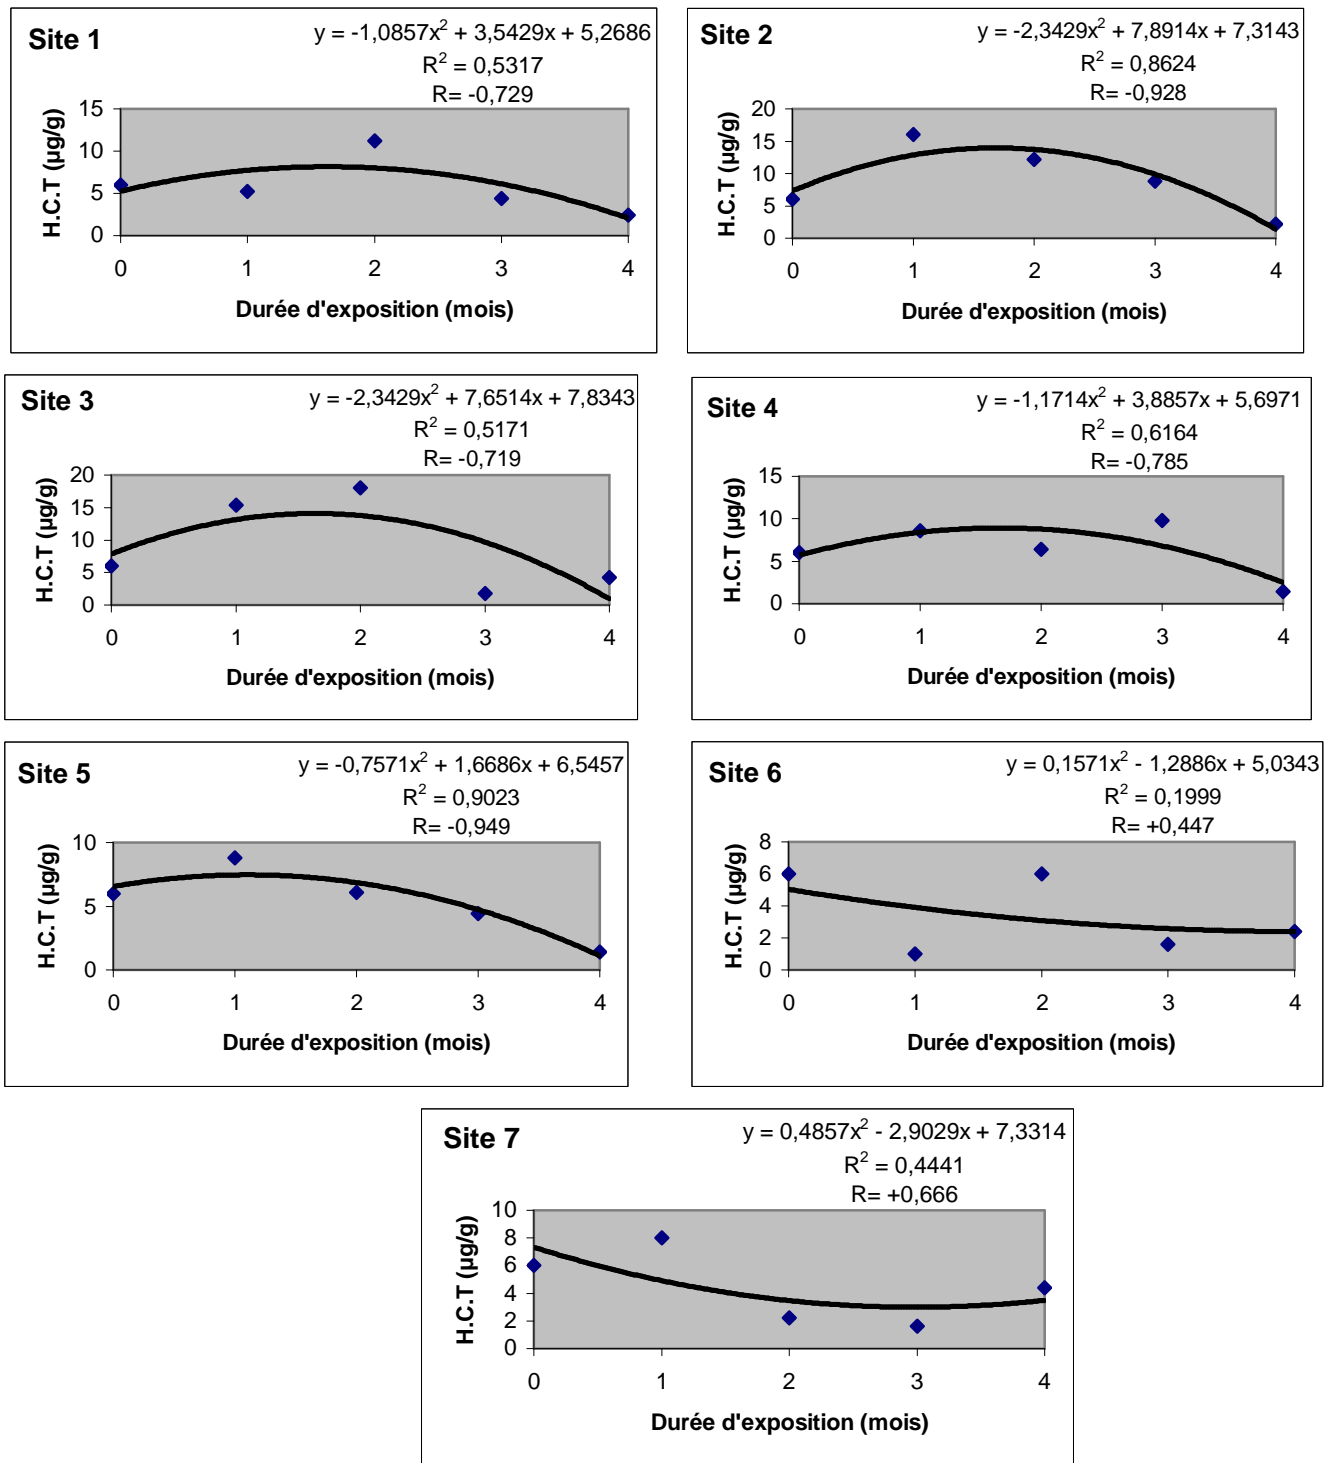 Site 1
y = -1,0857x² + 3,5429x + 5,2686
R² = 0,5317
R= -0,729
H.C.T (µg/g)
15
10
5
0
0 1 2 3 4
Durée d'exposition (mois)
Site 2
y = -2,3429x² + 7,8914x + 7,3143
R² = 0,8624
R= -0,928
H.C.T (µg/g)
20
15
10
5
0
0 1 2 3 4
Durée d'exposition (mois)
Site 3
y = -2,3429x² + 7,6514x + 7,8343
R² = 0,5171
R= -0,719
H.C.T (µg/g)
20
15
10
5
0
0 1 2 3 4
Durée d'exposition (mois)
Site 4
y = -1,1714x² + 3,8857x + 5,6971
R² = 0,6164
R= -0,785
H.C.T (µg/g)
15
10
5
0
0 1 2 3 4
Durée d'exposition (mois)
Site 5
y = -0,7571x² + 1,6686x + 6,5457
R² = 0,9023
R= -0,949
H.C.T (µg/g)
10
5
0
0 1 2 3 4
Durée d'exposition (mois)
Site 6
y = 0,1571x² - 1,2886x + 5,0343
R² = 0,1999
R= +0,447
H.C.T (µg/g)
8
6
4
2
0
0 1 2 3 4
Durée d'exposition (mois)
Site 7
y = 0,4857x² - 2,9029x + 7,3314
R² = 0,4441
R= +0,666
H.C.T (µg/g)
10
8
6
4
2
0
0 1 2 3 4
Durée d'exposition (mois)